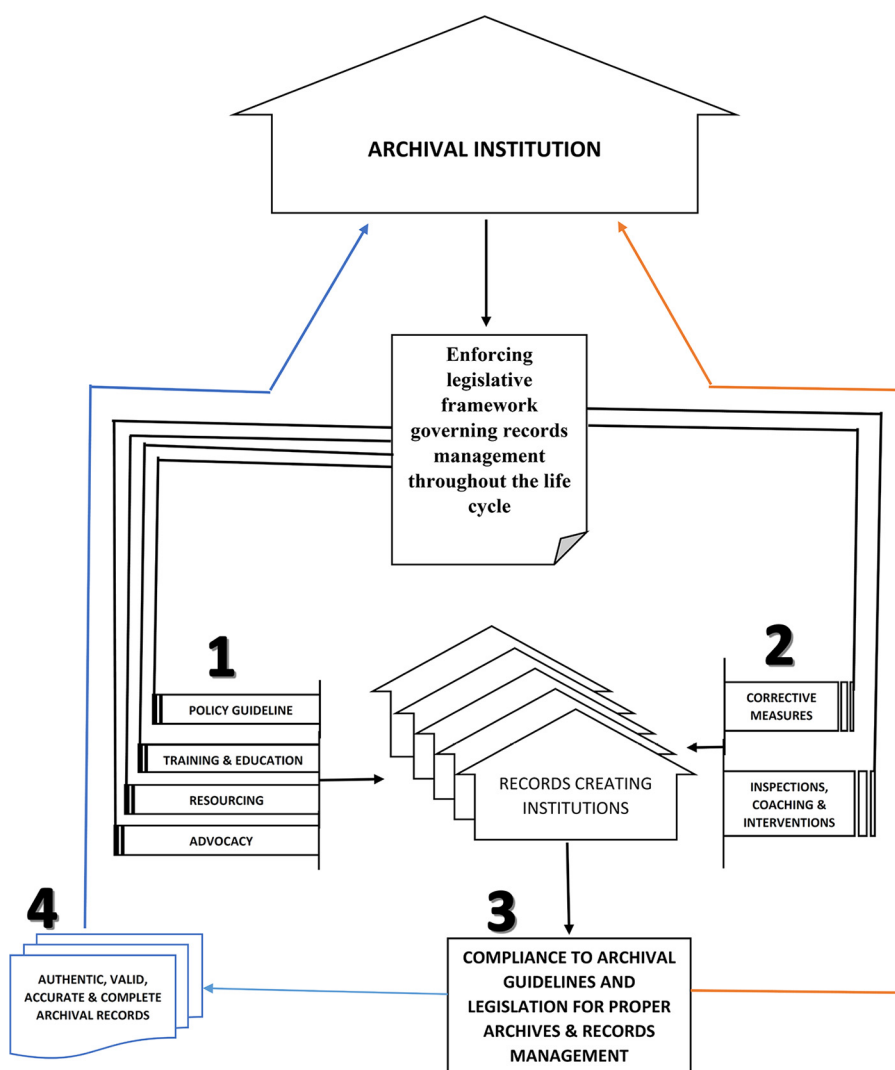 ARCHIVAL INSTITUTION
Enforcing
legislative
framework
governing records
management
throughout the life
cycle
1
POLICY GUIDELINE
TRAINING & EDUCATION
RESOURCING
ADVOCACY
RECORDS CREATING
INSTITUTIONS
2
CORRECTIVE
MEASURES
INSPECTIONS,
COACHING &
INTERVENTIONS
4
AUTHENTIC, VALID,
ACCURATE & COMPLETE
ARCHIVAL RECORDS
3
COMPLIANCE TO ARCHIVAL
GUIDELINES AND
LEGISLATION FOR PROPER
ARCHIVES & RECORDS
MANAGEMENT